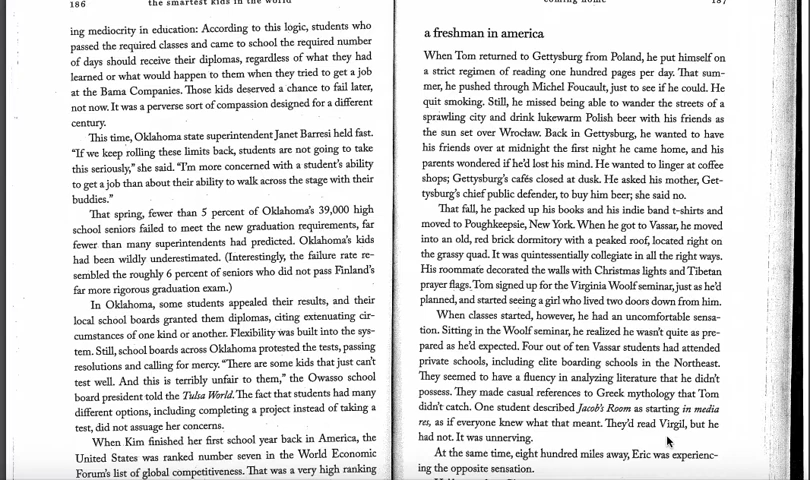 186 the smartest kids in the world
ing mediocrity in education: According to this logic, students who
passed the required classes and came to school the required number
of days should receive their diplomas, regardless of what they had
learned or what would happen to them when they tried to get a job
at the Bama Companies. Those kids deserved a chance to fail later,
not now. It was a perverse sort of compassion designed for a different
century.
This time, Oklahoma state superintendent Janet Barresi held fast.
“If we keep rolling these limits back, students are not going to take
this seriously,” she said. “I’m more concerned with a student’s ability
to get a job than about their ability to walk across the stage with their
buddies.”
That spring, fewer than 5 percent of Oklahoma’s 39,000 high
school seniors failed to meet the new graduation requirements, far
fewer than many superintendents had predicted. Oklahoma’s kids
had been wildly underestimated. (Interestingly, the failure rate re-
sembled the roughly 6 percent of seniors who did not pass Finland’s
far more rigorous graduation exam.)
In Oklahoma, some students appealed their results, and their
local school boards granted them diplomas, citing extenuating cir-
cumstances of one kind or another. Flexibility was built into the sys-
tem. Still, school boards across Oklahoma protested the tests, passing
resolutions and calling for mercy. “There are some kids that just can’t
test well. And this is terribly unfair to them,” the Owasso school
board president told the Tulsa World. The fact that students had many
different options, including completing a project instead of taking a
test, did not assuage her concerns.
When Kim finished her first school year back in America, the
United States was ranked number seven in the World Economic
Forum’s list of global competitiveness. That was a very high ranking
coming home 187
a freshman in america
When Tom returned to Gettysburg from Poland, he put himself on
a strict regimen of reading one hundred pages per day. That sum-
mer, he pushed through Michel Foucault, just to see if he could. He
quit smoking. Still, he missed being able to wander the streets of a
sprawling city and drink lukewarm Polish beer with his friends as
the sun set over Wrocław. Back in Gettysburg, he wanted to have
his friends over at midnight the first night he came home, and his
parents wondered if he’d lost his mind. He wanted to linger at coffee
shops; Gettysburg’s cafés closed at dusk. He asked his mother, Get-
tysburg’s chief public defender, to buy him beer; she said no.
That fall, he packed up his books and his indie band t-shirts and
moved to Poughkeepsie, New York. When he got to Vassar, he moved
into an old, red brick dormitory with a peaked roof, located right on
the grassy quad. It was quintessentially collegiate in all the right ways.
His roommate decorated the walls with Christmas lights and Tibetan
prayer flags. Tom signed up for the Virginia Woolf seminar, just as he’d
planned, and started seeing a girl who lived two doors down from him.
When classes started, however, he had an uncomfortable sensa-
tion. Sitting in the Woolf seminar, he realized he wasn’t quite as pre-
pared as he’d expected. Four out of ten Vassar students had attended
private schools, including elite boarding schools in the Northeast.
They seemed to have a fluency in analyzing literature that he didn’t
possess. They made casual references to Greek mythology that Tom
didn’t catch. One student described Jacob’s Room as starting in media
res, as if everyone knew what that meant. They’d read Virgil, but he
had not. It was unnerving.
At the same time, eight hundred miles away, Eric was experienc-
ing the opposite sensation.